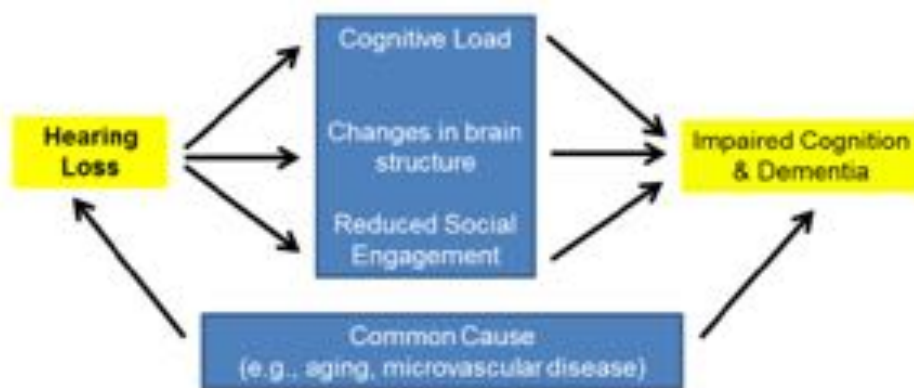 Cognitive Load
Hearing
Loss
Changes in brain
structure
Impaired Cognition
& Dementia
Reduced Social
Engagement
Common Cause
(e.g., aging, microvascular disease)